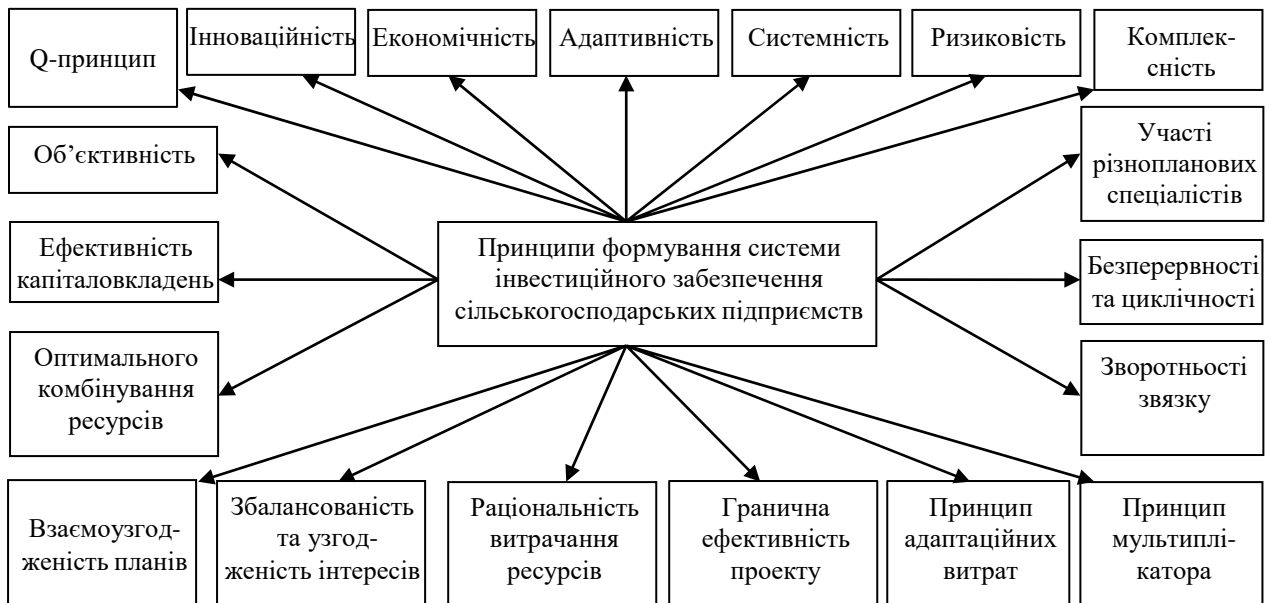 Q-принцип
Інноваційність
Економічність
Адаптивність
Системність
Ризиковість
Комплек-
сність
Об’єктивність
Участі
різнопланових
спеціалістів
Ефективність
капіталовкладень
Принципи формування системи
інвестиційного забезпечення
сільськогосподарських підприємств
Безперервності
та циклічності
Оптимального
комбінування
ресурсів
Зворотньості
звязку
Взаємоузгод-
женість планів
Збалансованість
та узгод-
женість інтересів
Раціональність
витрачання
ресурсів
Гранична
ефективність
проекту
Принцип
адаптаційних
витрат
Принцип
мультиплі-
катора